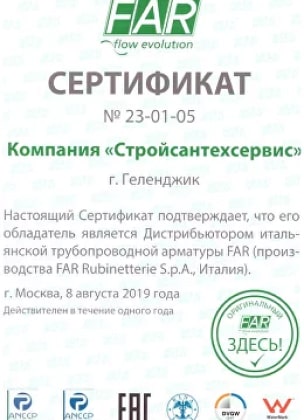 FAR
flow evolution
СЕРТИФИКАТ
№ 23-01-05
Компания «Стройсантехсервис»
г. Геленджик
Настоящий Сертификат подтверждает, что его
обладатель является Дистрибьютором италь-
янской трубопроводной арматуры FAR (произ-
водства FAR Rubinetterie S.p.A., Италия).
г. Москва, 8 августа 2019 года
Действителен в течение одного года
ОРИГИНАЛЬНЫЙ
FAR
ЗДЕСЬ!
EAC
DVGW